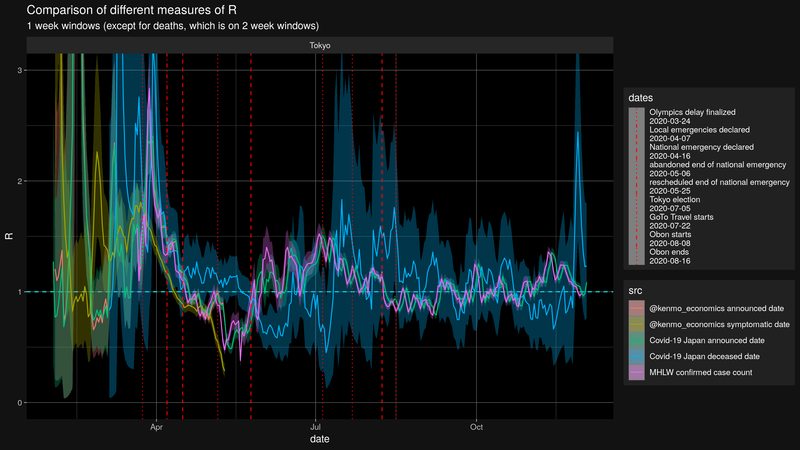 Comparison of different measures of R
1 week windows (except for deaths, which is on 2 week windows)
Tokyo
3
2
1
0
R
Apr
Jul
Oct
date
dates
Olympics delay finalized
2020-03-24
Local emergencies declared
2020-04-07
National emergency declared
2020-04-16
abandoned end of national emergency
2020-05-06
rescheduled end of national emergency
2020-05-25
Tokyo election
2020-07-05
GoTo Travel starts
2020-07-22
Obon starts
2020-08-08
Obon ends
2020-08-16
src
@kenmo_economics announced date
@kenmo_economics symptomatic date
Covid-19 Japan announced date
Covid-19 Japan deceased date
MHLW confirmed case count